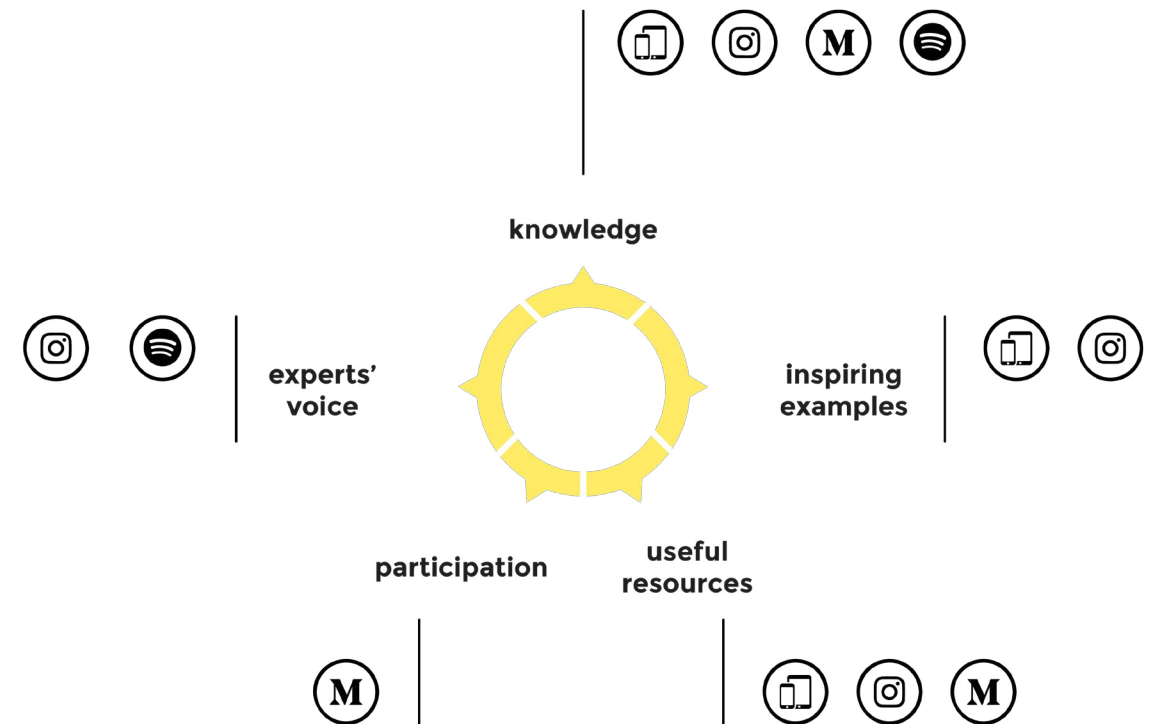 M
knowledge
experts'
voice
inspiring
examples
participation
useful
resources
M
M